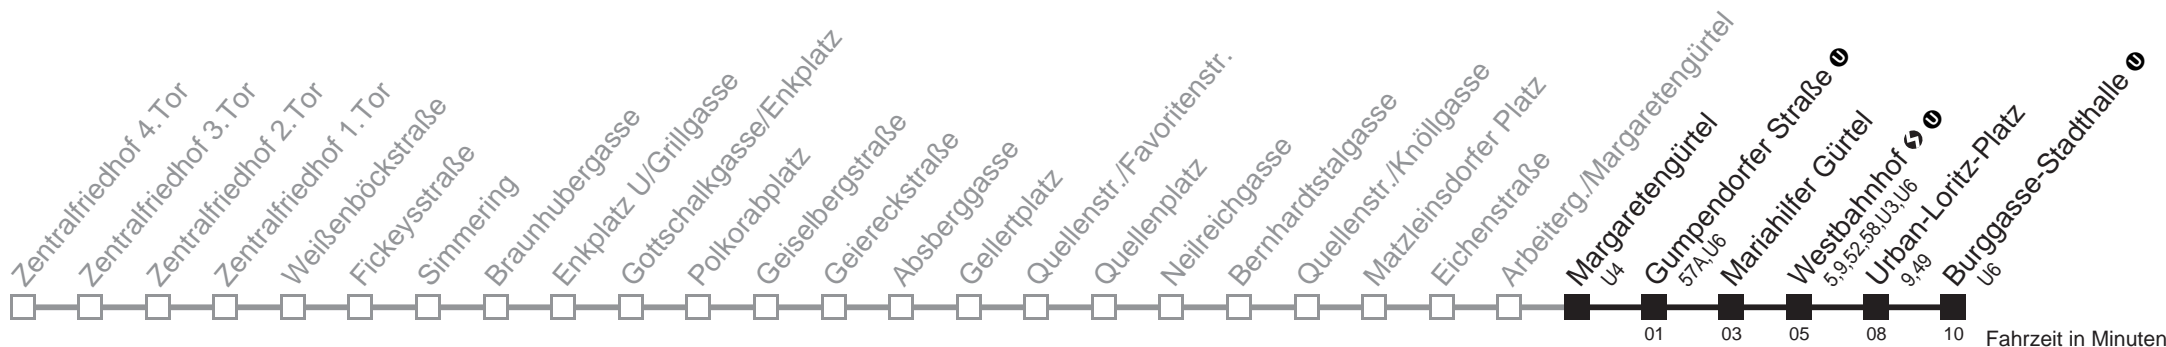 Zentralfriedhof 4.Tor
Zentralfriedhof 3.Tor
Zentralfriedhof 2.Tor
Zentralfriedhof 1.Tor
Weißenböckstraße
Fickeysstraße
Simmering
Braunhubergasse
Enkplatz U/Grillgasse
Gottschalkgasse/Enkplatz
Polkorabplatz
Geiselbergstraße
Geiereckstraße
Absberggasse
Gellertplatz
Quellenstr./Favoritenstr.
Quellenplatz
Neilreichgasse
Bernhardtstalgasse
Quellenstr./Knöllgasse
Matzleinsdorfer Platz
Eichenstraße
Arbeiterg./Margaretengürtel
Margaretengürtel
U4
Gumpendorfer Straße U
57A,U6
Mariahilfer Gürtel
Westbahnhof S U
5,9,52,58,U3,U6
Urban-Loritz-Platz
9,49
Burggasse-Stadthalle U
U6
01 03 05 08 10 Fahrzeit in Minuten